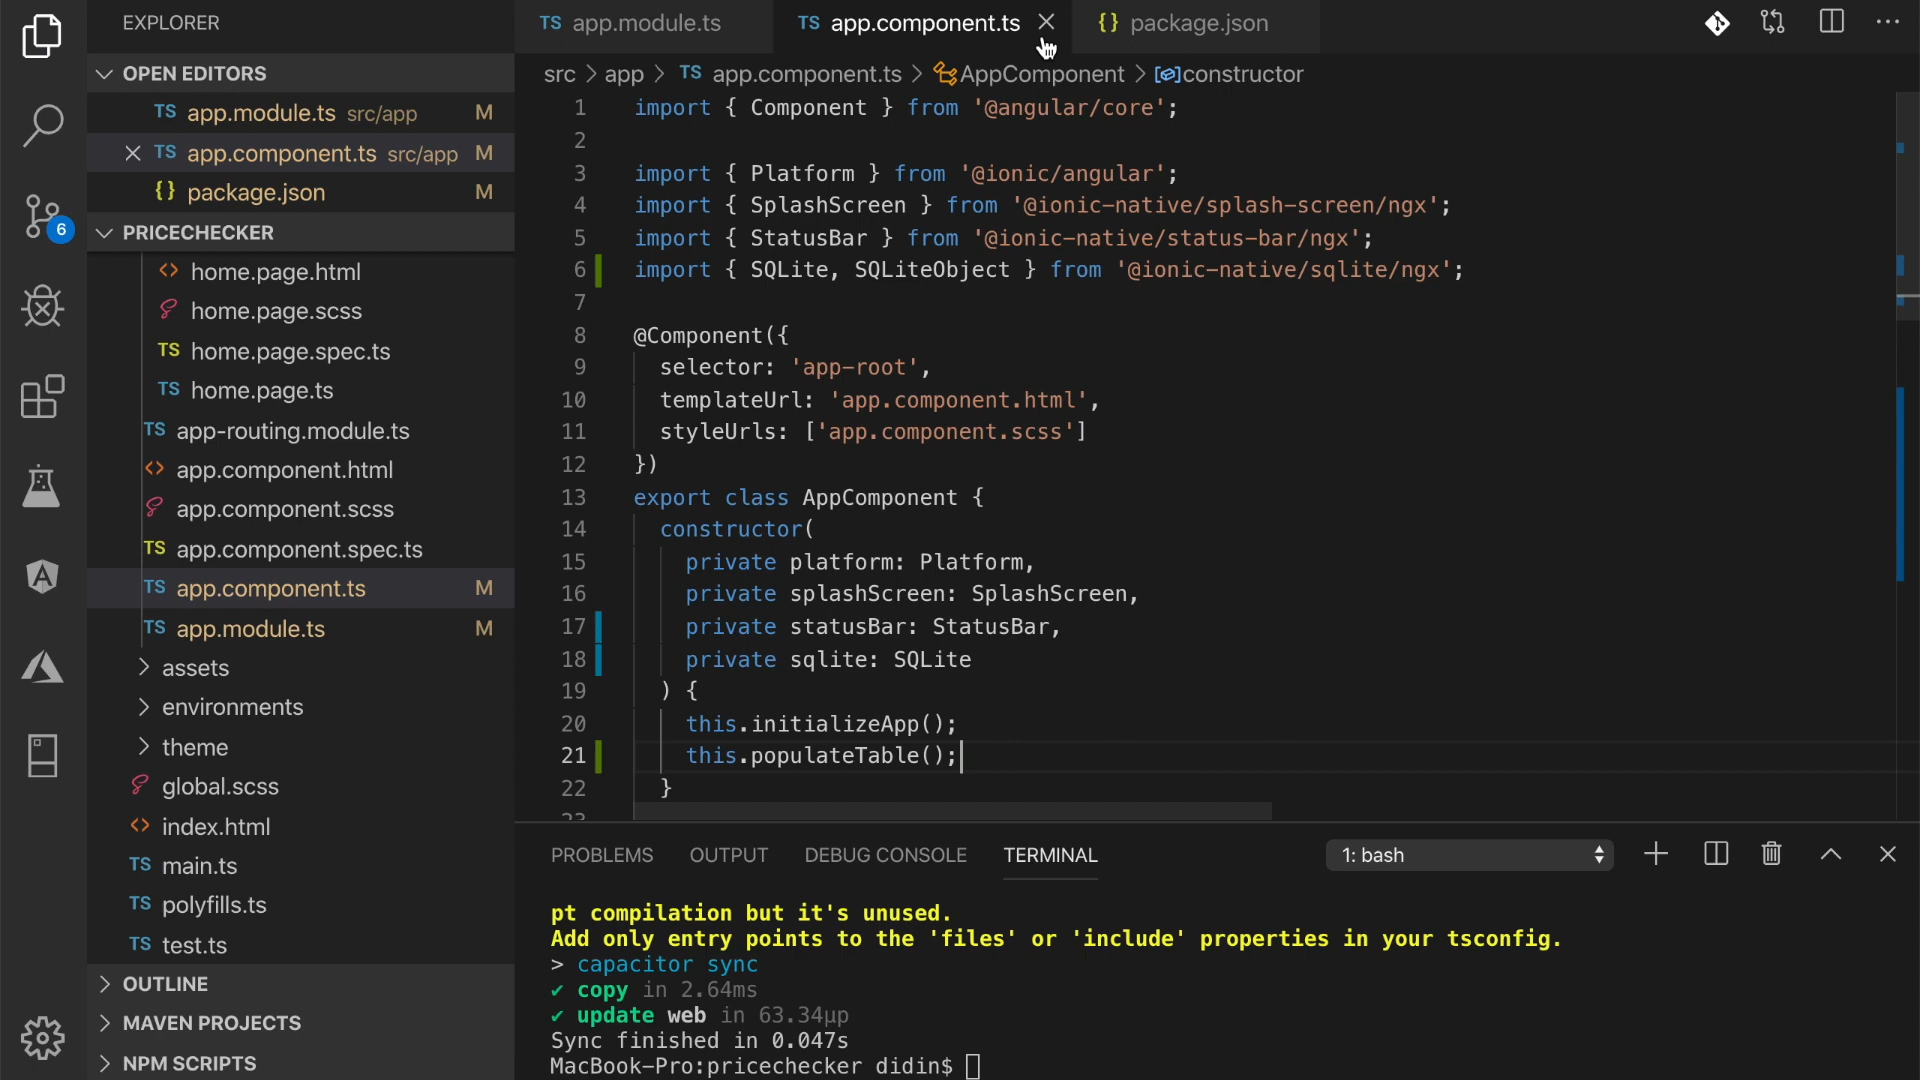 EXPLORER
OPEN EDITORS
TS app.module.ts src/app M
TS app.component.ts src/app M
{} package.json M
PRICECHECKER
<> home.page.html
home.page.scss
TS home.page.spec.ts
TS home.page.ts
TS app-routing.module.ts
<> app.component.html
app.component.scss
TS app.component.spec.ts
TS app.component.ts M
TS app.module.ts M
> assets
> environments
> theme
global.scss
<> index.html
TS main.ts
TS polyfills.ts
TS test.ts
> OUTLINE
> MAVEN PROJECTS
> NPM SCRIPTS
6
TS app.module.ts
TS app.component.ts
{} package.json
src > app > TS app.component.ts > AppComponent > constructor
1 import { Component } from '@angular/core';
2
3 import { Platform } from '@ionic/angular';
4 import { SplashScreen } from '@ionic-native/splash-screen/ngx';
5 import { StatusBar } from '@ionic-native/status-bar/ngx';
6 import { SQLite, SQLiteObject } from '@ionic-native/sqlite/ngx';
7
8 @Component({
9 selector: 'app-root',
10 templateUrl: 'app.component.html',
11 styleUrls: ['app.component.scss']
12 })
13 export class AppComponent {
14 constructor(
15 private platform: Platform,
16 private splashScreen: SplashScreen,
17 private statusBar: StatusBar,
18 private sqlite: SQLite
19 ) {
20 this.initializeApp();
21 this.populateTable();
22 }
23
PROBLEMS OUTPUT DEBUG CONSOLE TERMINAL 1: bash
pt compilation but it's unused.
Add only entry points to the 'files' or 'include' properties in your tsconfig.
> capacitor sync
✔ copy in 2.64ms
✔ update web in 63.34μp
Sync finished in 0.047s
MacBook-Pro:pricechecker didin$